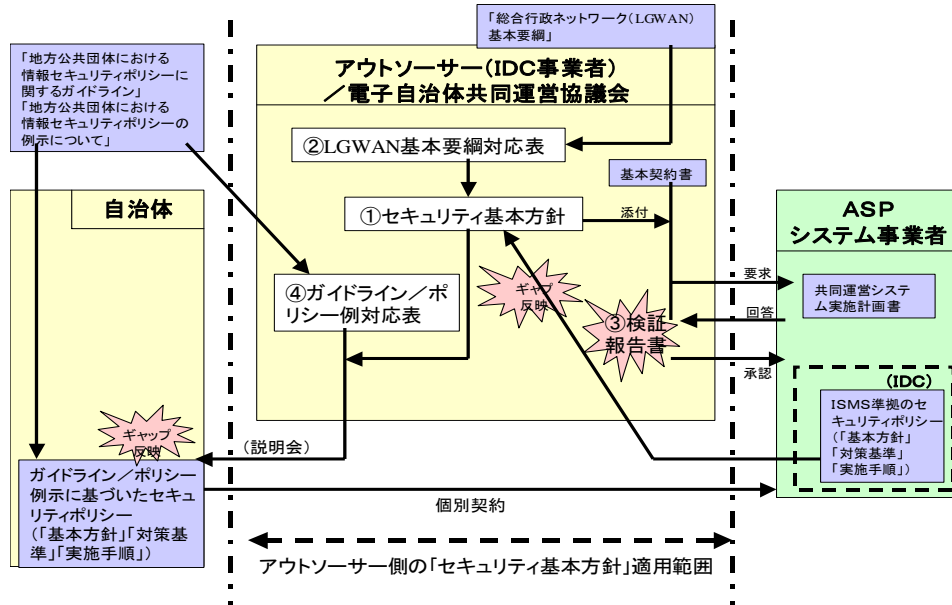 「総合行政ネットワーク(LGWAN)
基本要綱」
「地方公共団体における
情報セキュリティポリシーに
関するガイドライン」
「地方公共団体における
情報セキュリティポリシーの
例示について」
アウトソーサー(IDC事業者)
／電子自治体共同運営協議会
②LGWAN基本要綱対応表
基本契約書
自治体
①セキュリティ基本方針
添付
ASP
システム事業者
④ガイドライン／ポ
リシー例対応表
ギャップ
反映
③検証
報告書
要求
回答
承認
共同運営システ
ム実施計画書
(IDC)
ISMS準拠のセ
キュリティポリシー
(「基本方針」
「対策基準」
「実施手順」)
ギャップ
反映
(説明会)
ガイドライン／ポリシー
例示に基づいたセキュ
リティポリシー
(「基本方針」「対策基
準」「実施手順」)
個別契約
アウトソーサー側の「セキュリティ基本方針」適用範囲